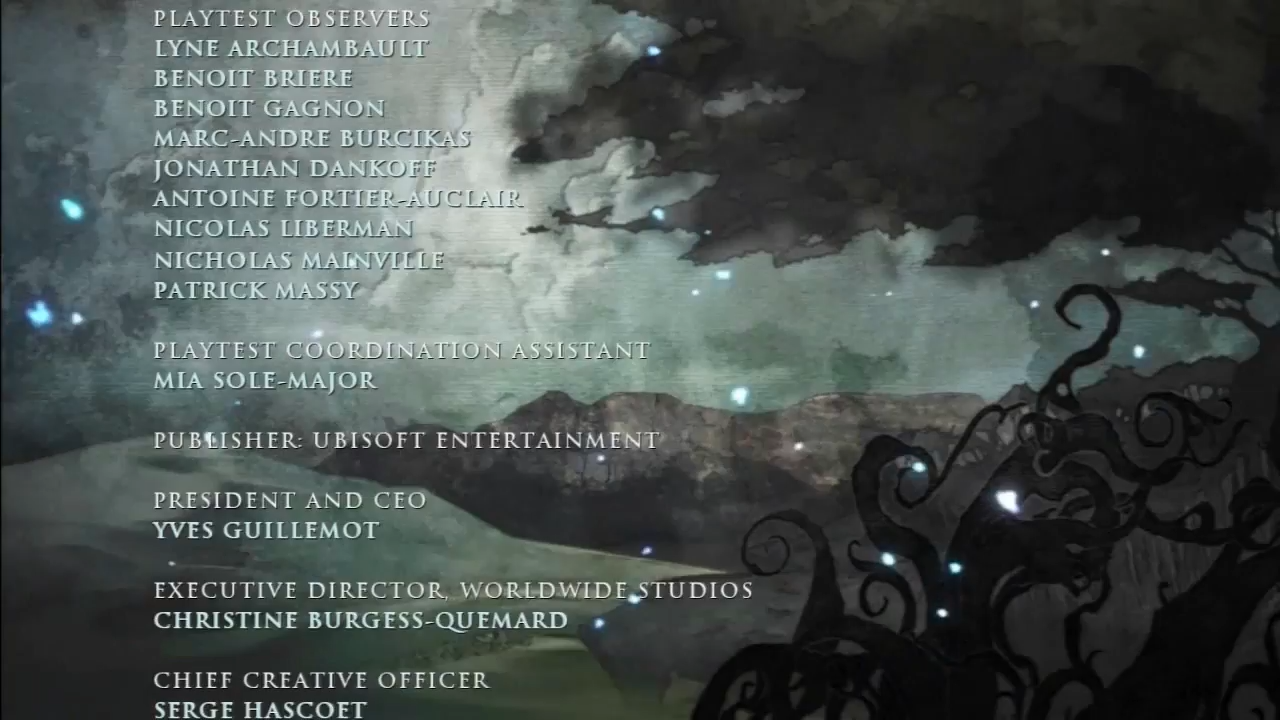 PLAYTEST OBSERVERS
LYNE ARCHAMBAULT
BENOIT BRIERE
BENOIT GAGNON
MARC-ANDRE BURCIKAS
JONATHAN DANKOFF
ANTOINE FORTIER-AUCLAIR
NICOLAS LIBERMAN
NICHOLAS MAINVILLE
PATRICK MASSY
PLAYTEST COORDINATION ASSISTANT
MIA SOLE-MAJOR
PUBLISHER: UBISOFT ENTERTAINMENT
PRESIDENT AND CEO
YVES GUILLEMOT
EXECUTIVE DIRECTOR, WORLDWIDE STUDIOS
CHRISTINE BURGESS-QUEMARD
CHIEF CREATIVE OFFICER
SERGE HASCOET